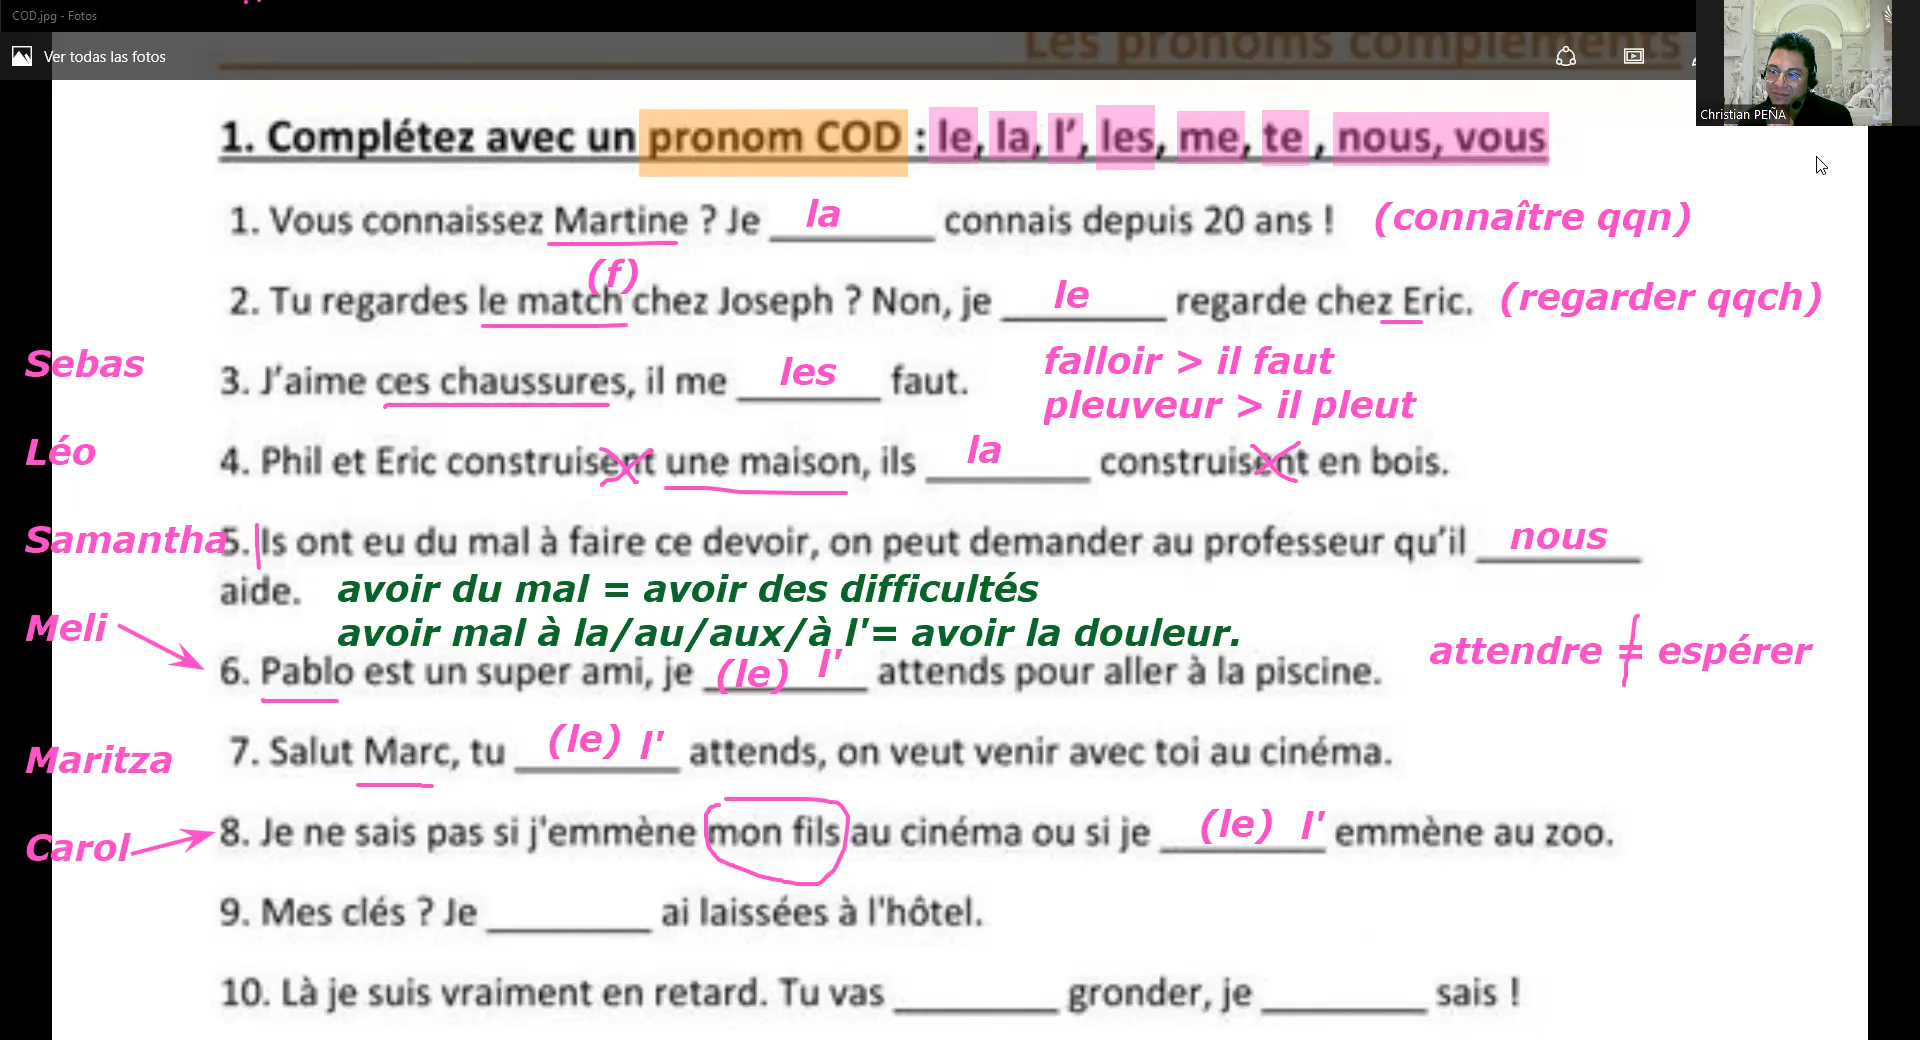 COD.jpg - Fotos
Ver todas las fotos
Les pronoms compléments
Christian PEÑA
1. Complétez avec un pronom COD : le, la, l’, les, me, te , nous, vous
1. Vous connaissez Martine ? Je la connais depuis 20 ans ! (connaître qqn)
(f)
2. Tu regardes le match chez Joseph ? Non, je le regarde chez Eric. (regarder qqch)
Sebas
3. J’aime ces chaussures, il me les faut.
falloir > il faut
pleuveur > il pleut
Léo
4. Phil et Eric construisent une maison, ils la construisent en bois.
Samantha
5. Is ont eu du mal à faire ce devoir, on peut demander au professeur qu’il nous
aide.
avoir du mal = avoir des difficultés
avoir mal à la/au/aux/à l'= avoir la douleur.
Meli
6. Pablo est un super ami, je (le) l' attends pour aller à la piscine.
attendre = espérer
Maritza
7. Salut Marc, tu (le) l' attends, on veut venir avec toi au cinéma.
Carol
8. Je ne sais pas si j'emmène mon fils au cinéma ou si je (le) l' emmène au zoo.
9. Mes clés ? Je ________ ai laissées à l'hôtel.
10. Là je suis vraiment en retard. Tu vas ________ gronder, je ________ sais !